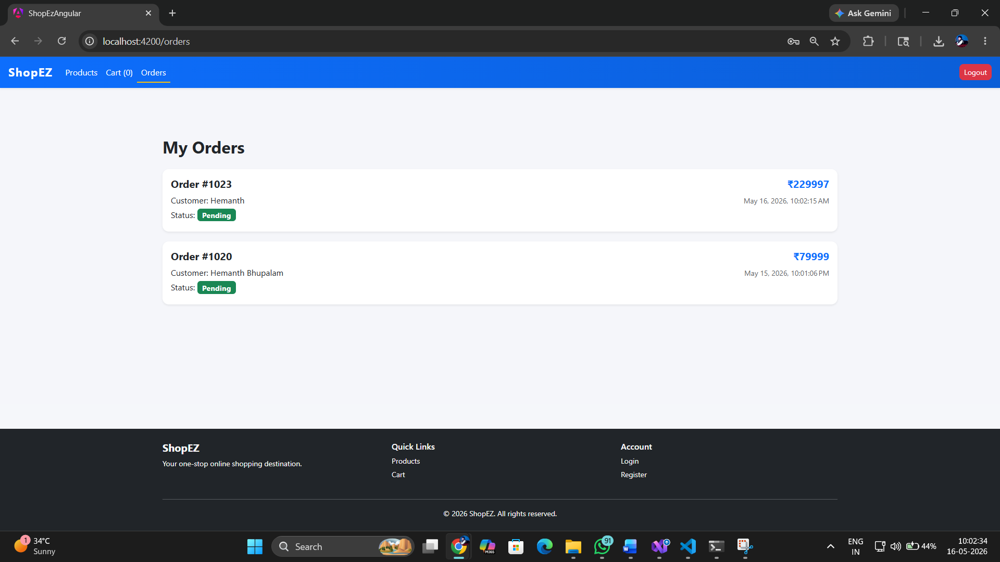 ShopEzAngular
Ask Gemini
localhost:4200/orders
ShopEZ Products Cart (0) Orders Logout
My Orders
Order #1023 ₹229997
Customer: Hemanth May 16, 2026, 10:02:15 AM
Status: Pending
Order #1020 ₹79999
Customer: Hemanth Bhupalam May 15, 2026, 10:01:06 PM
Status: Pending
ShopEZ
Your one-stop online shopping destination.
Quick Links
Products
Cart
Account
Login
Register
© 2026 ShopEZ. All rights reserved.
1
34°C
Sunny
Search
M365
91
W
ENG
IN
44%
10:02:34
16-05-2026